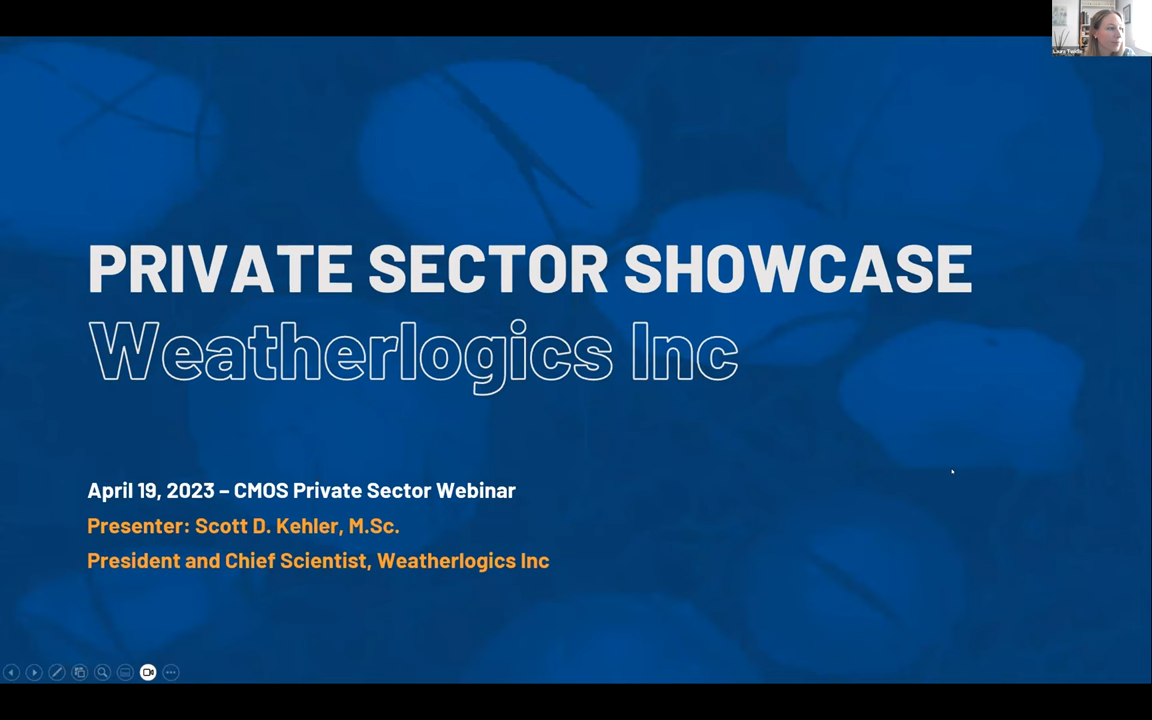 PRIVATE SECTOR SHOWCASE
Weatherlogics Inc
April 19, 2023 – CMOS Private Sector Webinar
Presenter: Scott D. Kehler, M.Sc.
President and Chief Scientist, Weatherlogics Inc